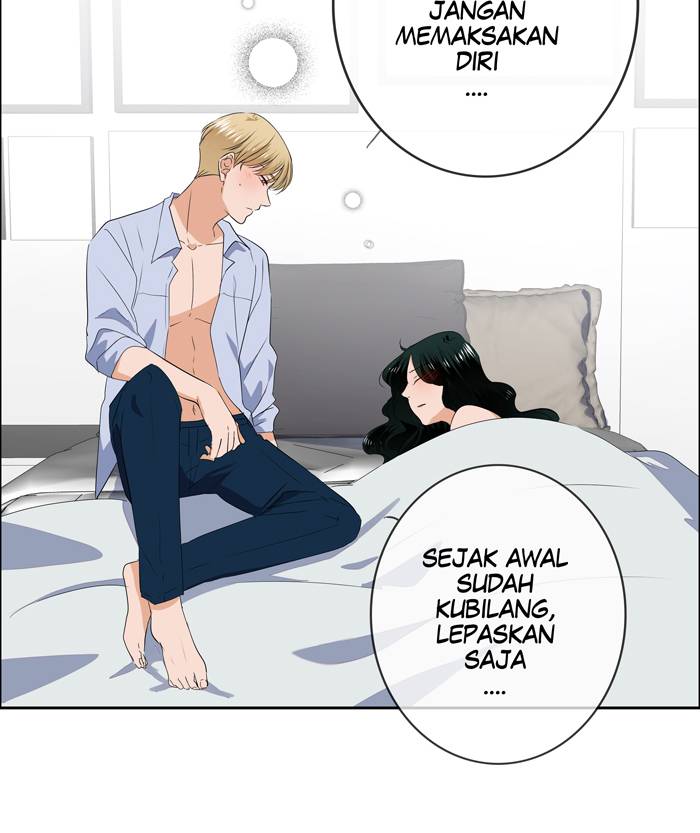 JANGAN
MEMAKSAKAN
DIRI
....
SEJAK AWAL
SUDAH
KUBILANG,
LEPASKAN
SAJA
....